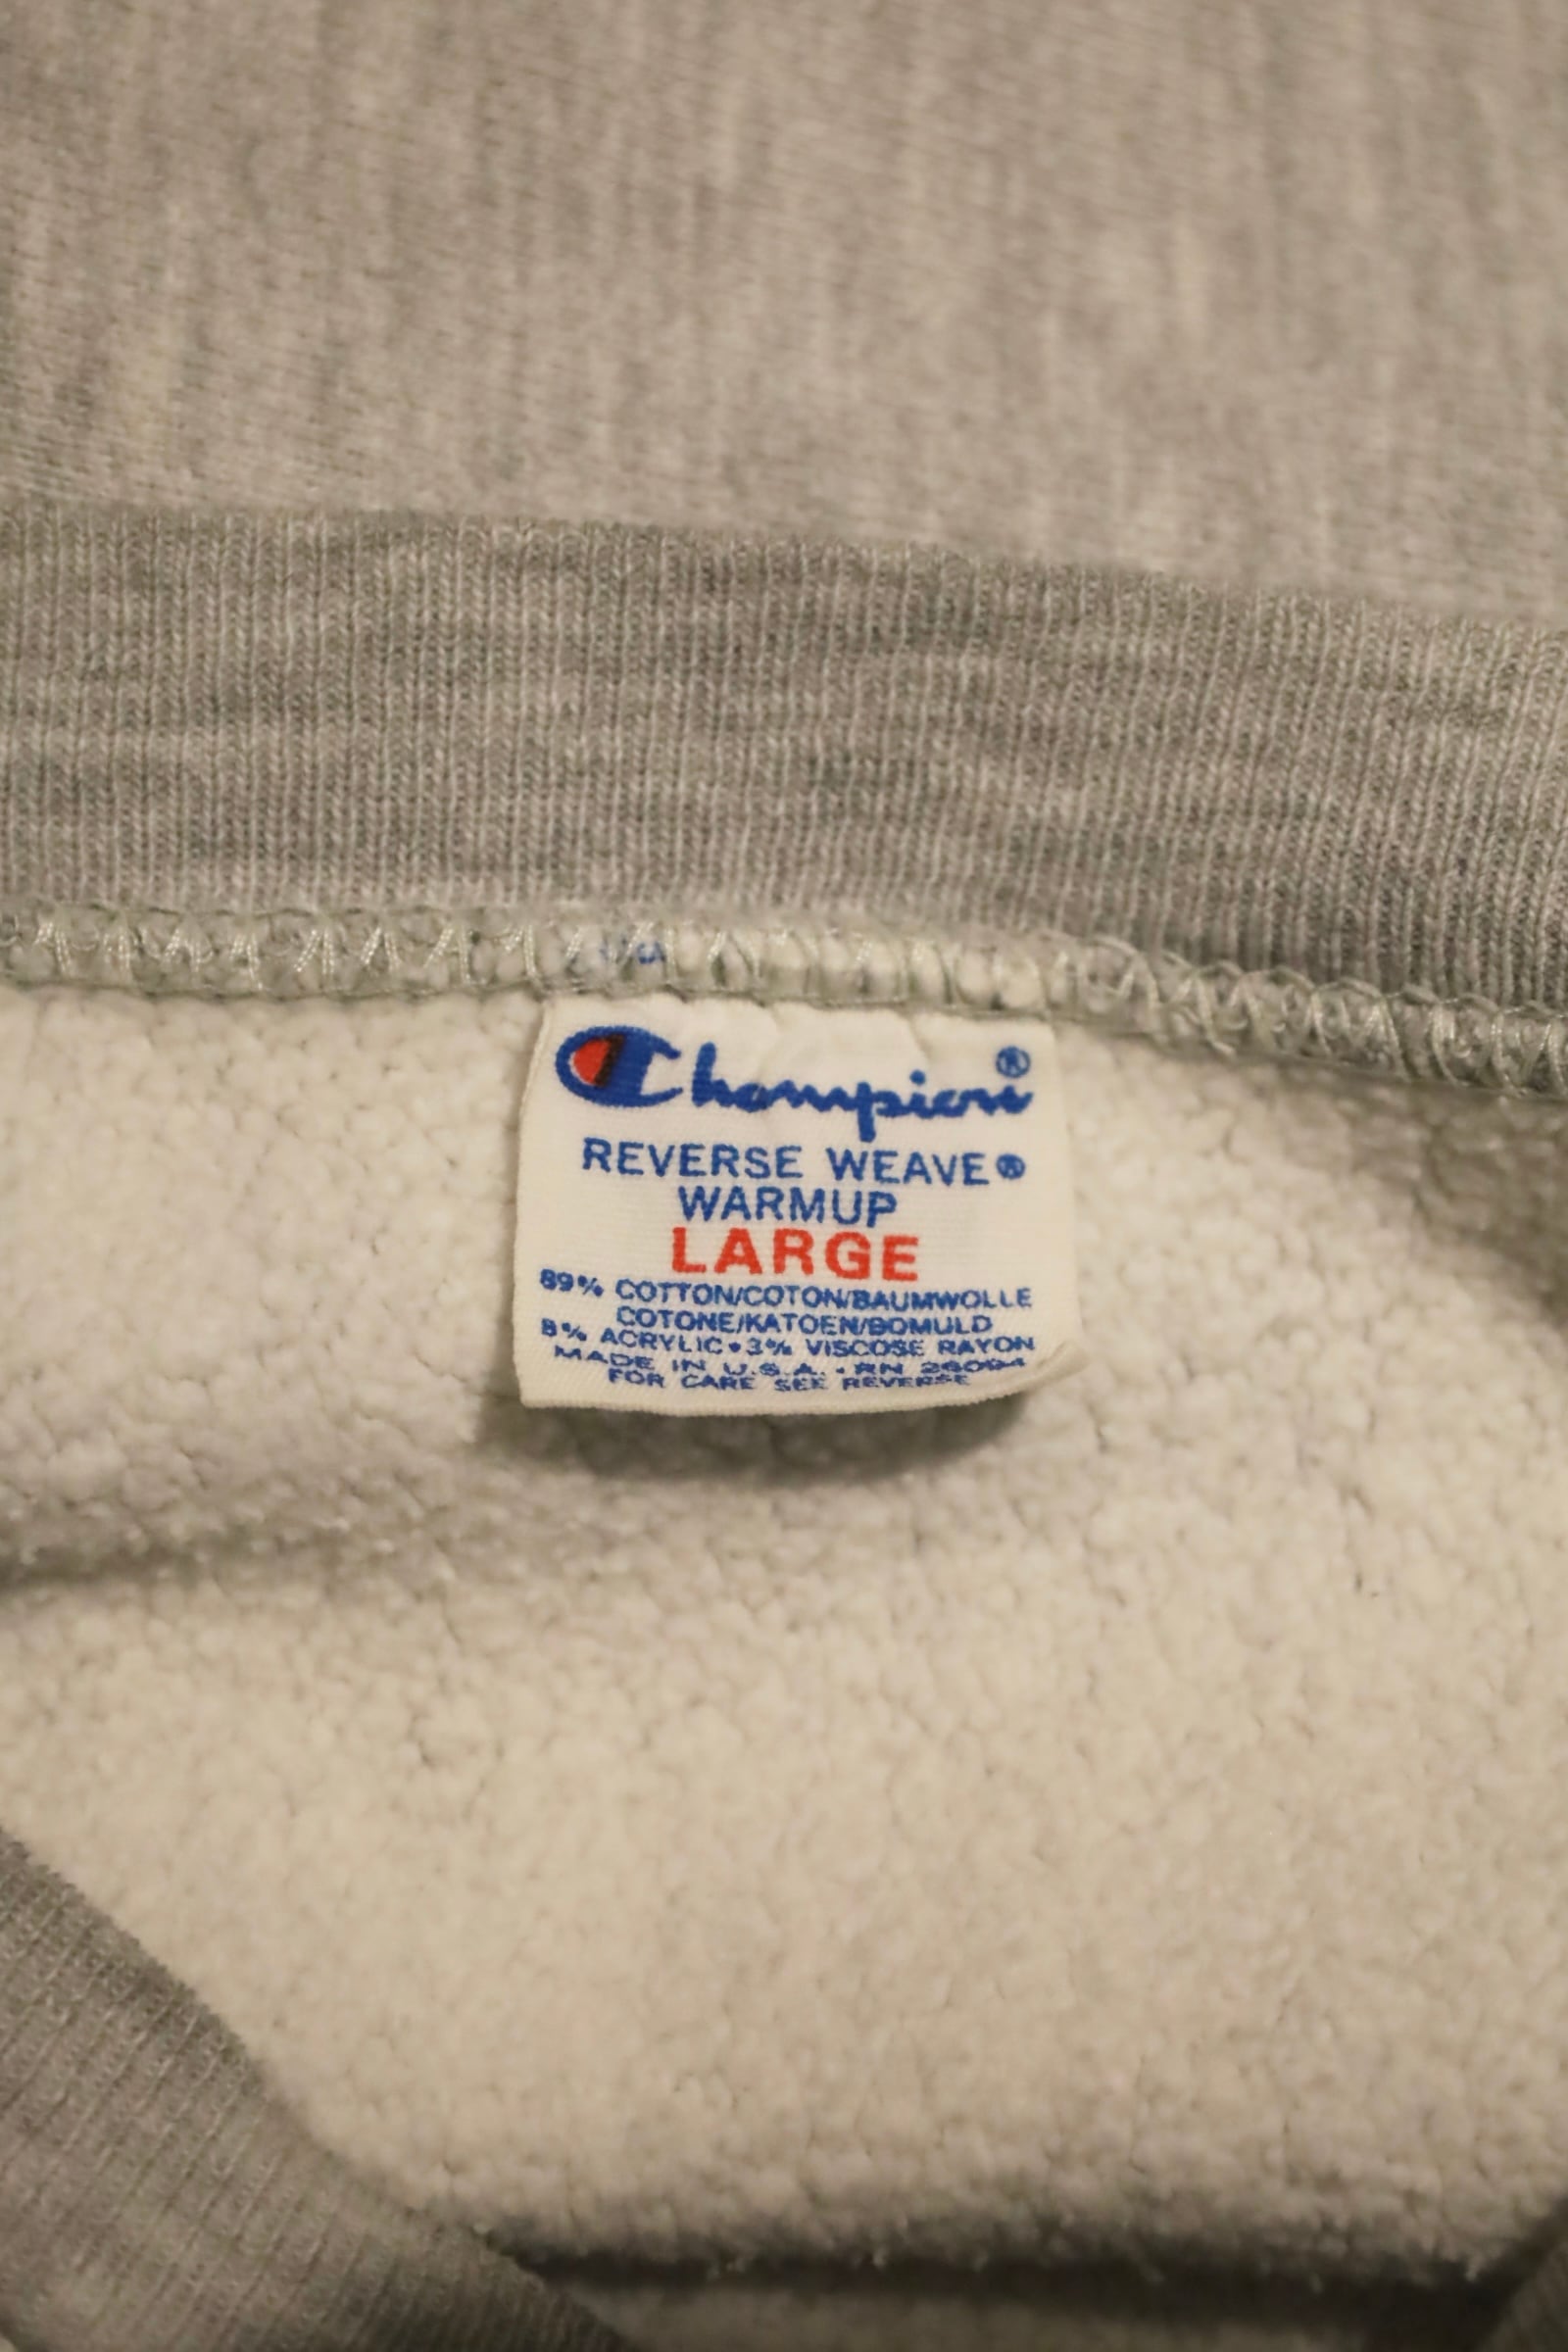 Champion®
REVERSE WEAVE®
WARMUP
LARGE
89% COTTON/COTON/BAUMWOLLE
COTONE/KATOEN/BOMULD
8% ACRYLIC • 3% VISCOSE RAYON
MADE IN U.S.A. • RN 26094
FOR CARE SEE REVERSE